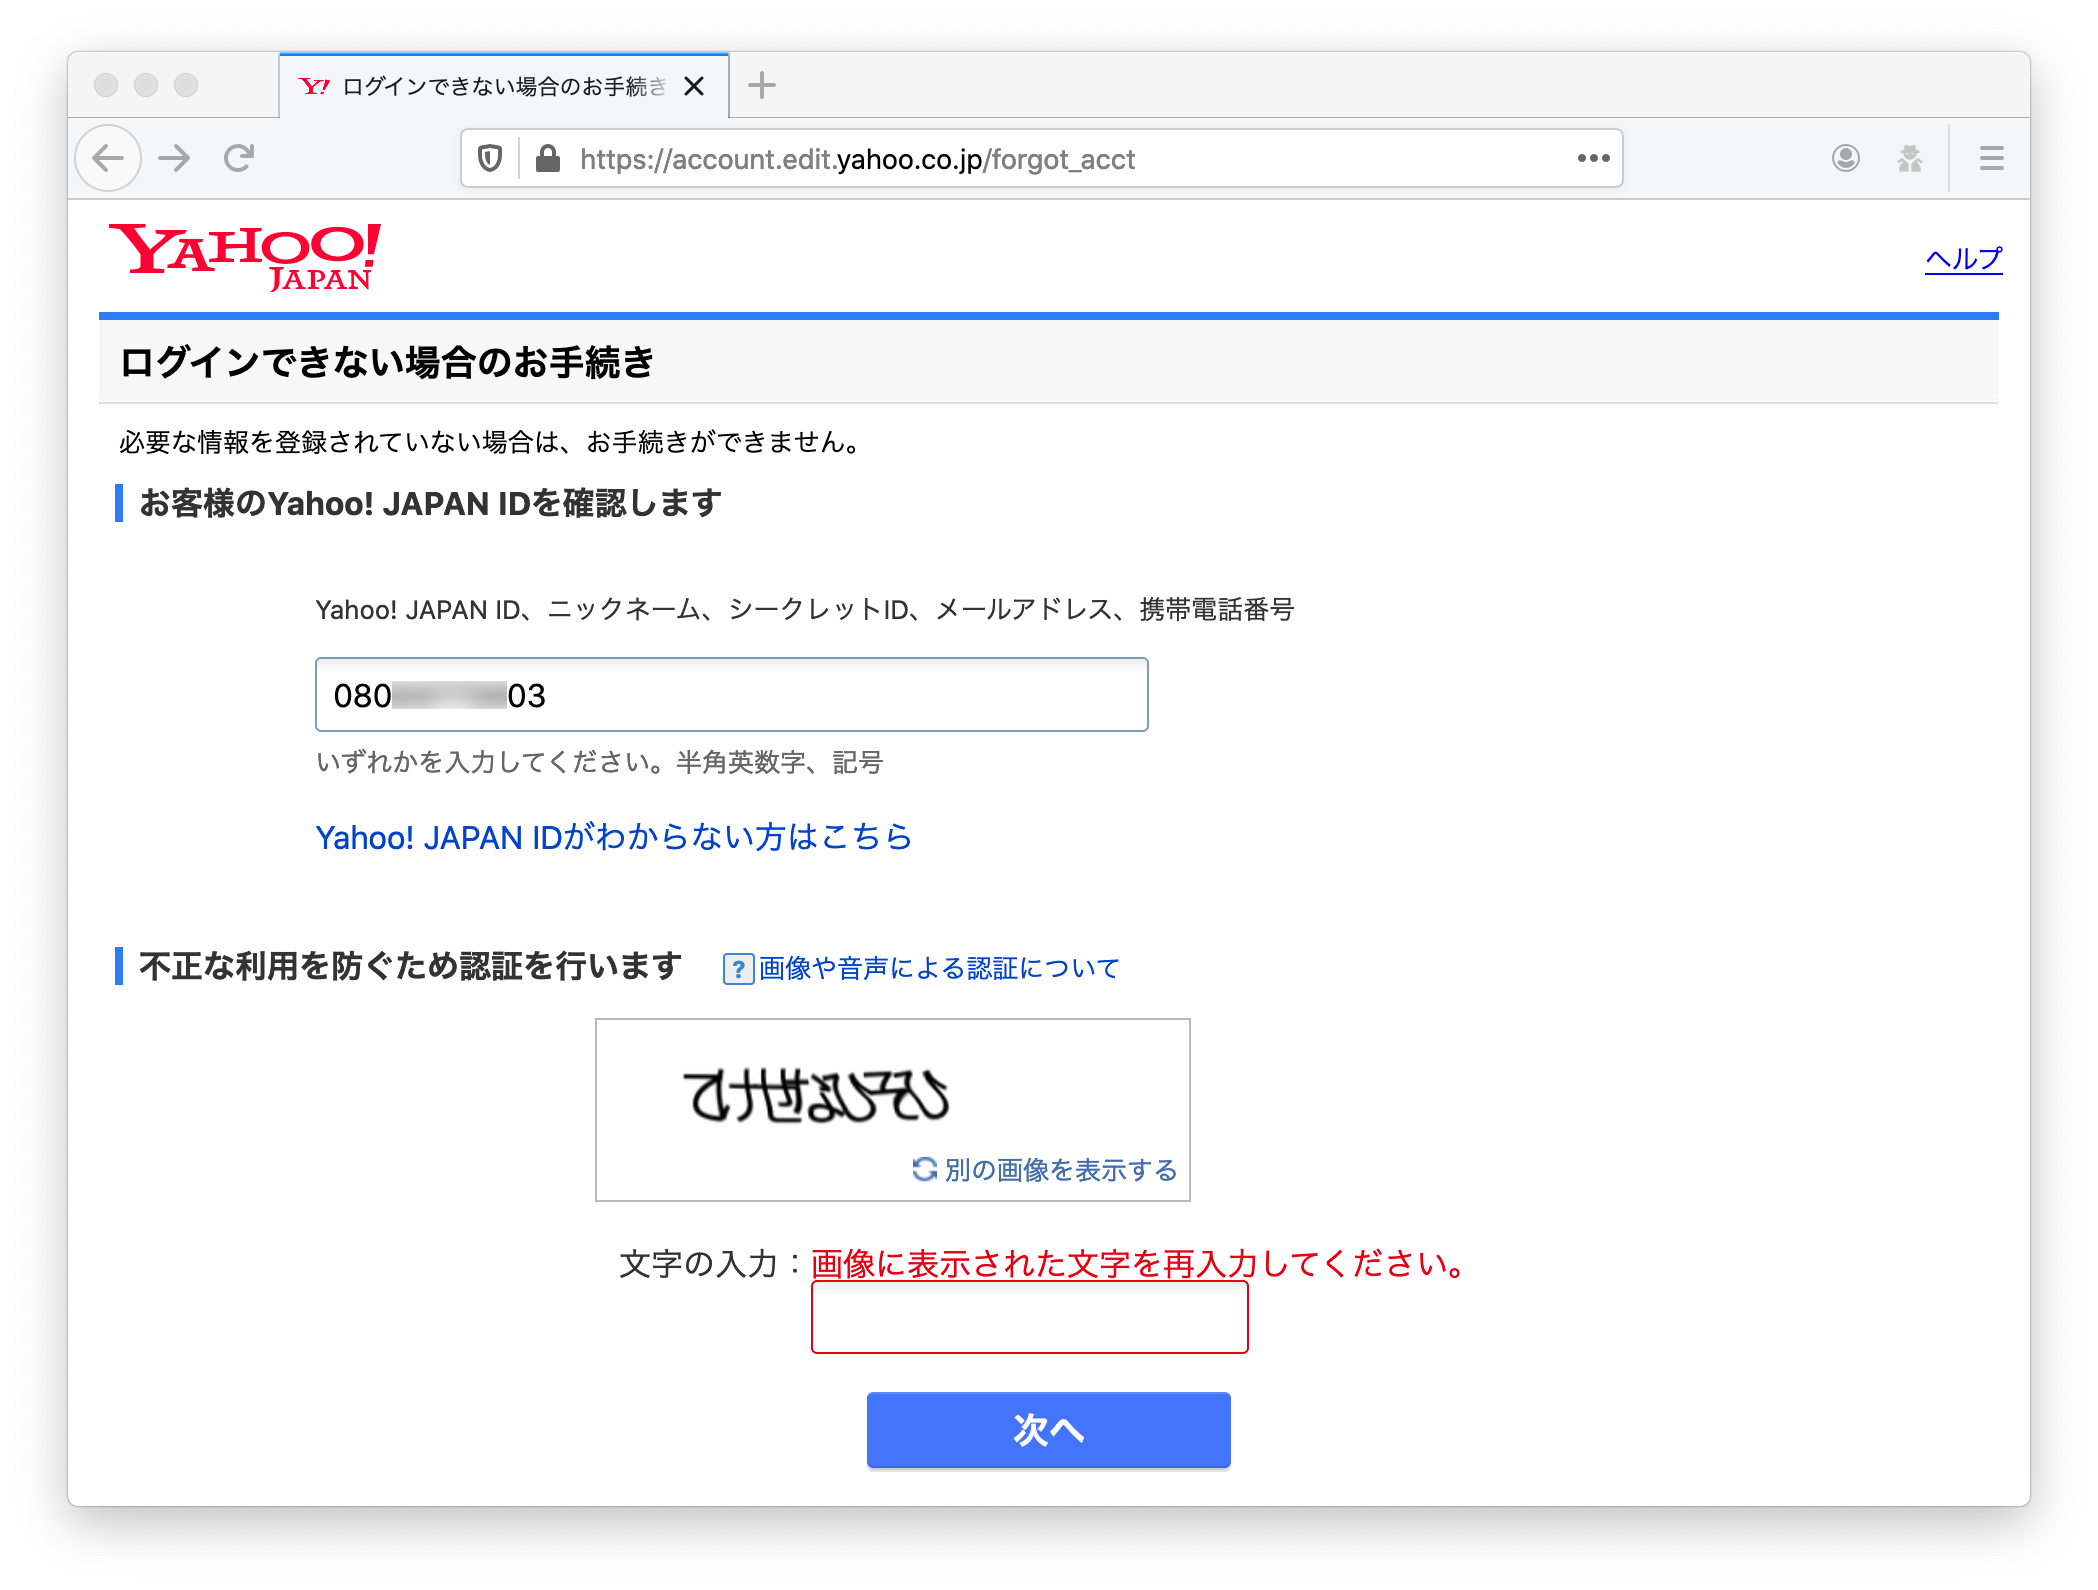 ログインできない場合のお手続き
https://account.edit.yahoo.co.jp/forgot_acct
YAHOO!
JAPAN
ヘルプ
ログインできない場合のお手続き
必要な情報を登録されていない場合は、お手続きができません。
お客様のYahoo! JAPAN IDを確認します
Yahoo! JAPAN ID、ニックネーム、シークレットID、メールアドレス、携帯電話番号
080 03
いずれかを入力してください。半角英数字、記号
Yahoo! JAPAN IDがわからない方はこちら
不正な利用を防ぐため認証を行います ?画像や音声による認証について
別の画像を表示する
文字の入力：画像に表示された文字を再入力してください。
次へ